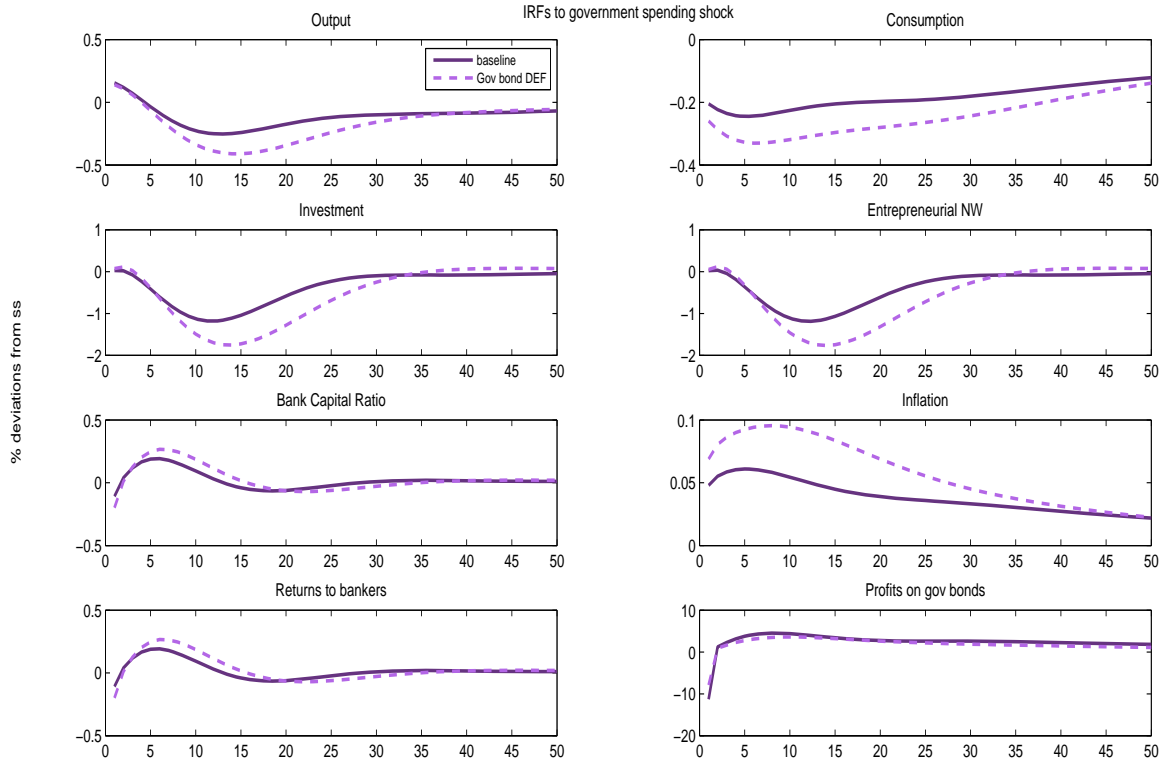 IRFs to government spending shock
Output
0.5
0
−0.5
0 5 10 15 20 25 30 35 40 45 50
baseline
Gov bond DEF
Consumption
0
−0.2
−0.4
0 5 10 15 20 25 30 35 40 45 50
Investment
1
0
−1
−2
0 5 10 15 20 25 30 35 40 45 50
Entrepreneurial NW
1
0
−1
−2
0 5 10 15 20 25 30 35 40 45 50
% deviations from ss
Bank Capital Ratio
0.5
0
−0.5
0 5 10 15 20 25 30 35 40 45 50
Inflation
0.1
0.05
0
0 5 10 15 20 25 30 35 40 45 50
Returns to bankers
0.5
0
−0.5
0 5 10 15 20 25 30 35 40 45 50
Profits on gov bonds
10
0
−10
−20
0 5 10 15 20 25 30 35 40 45 50